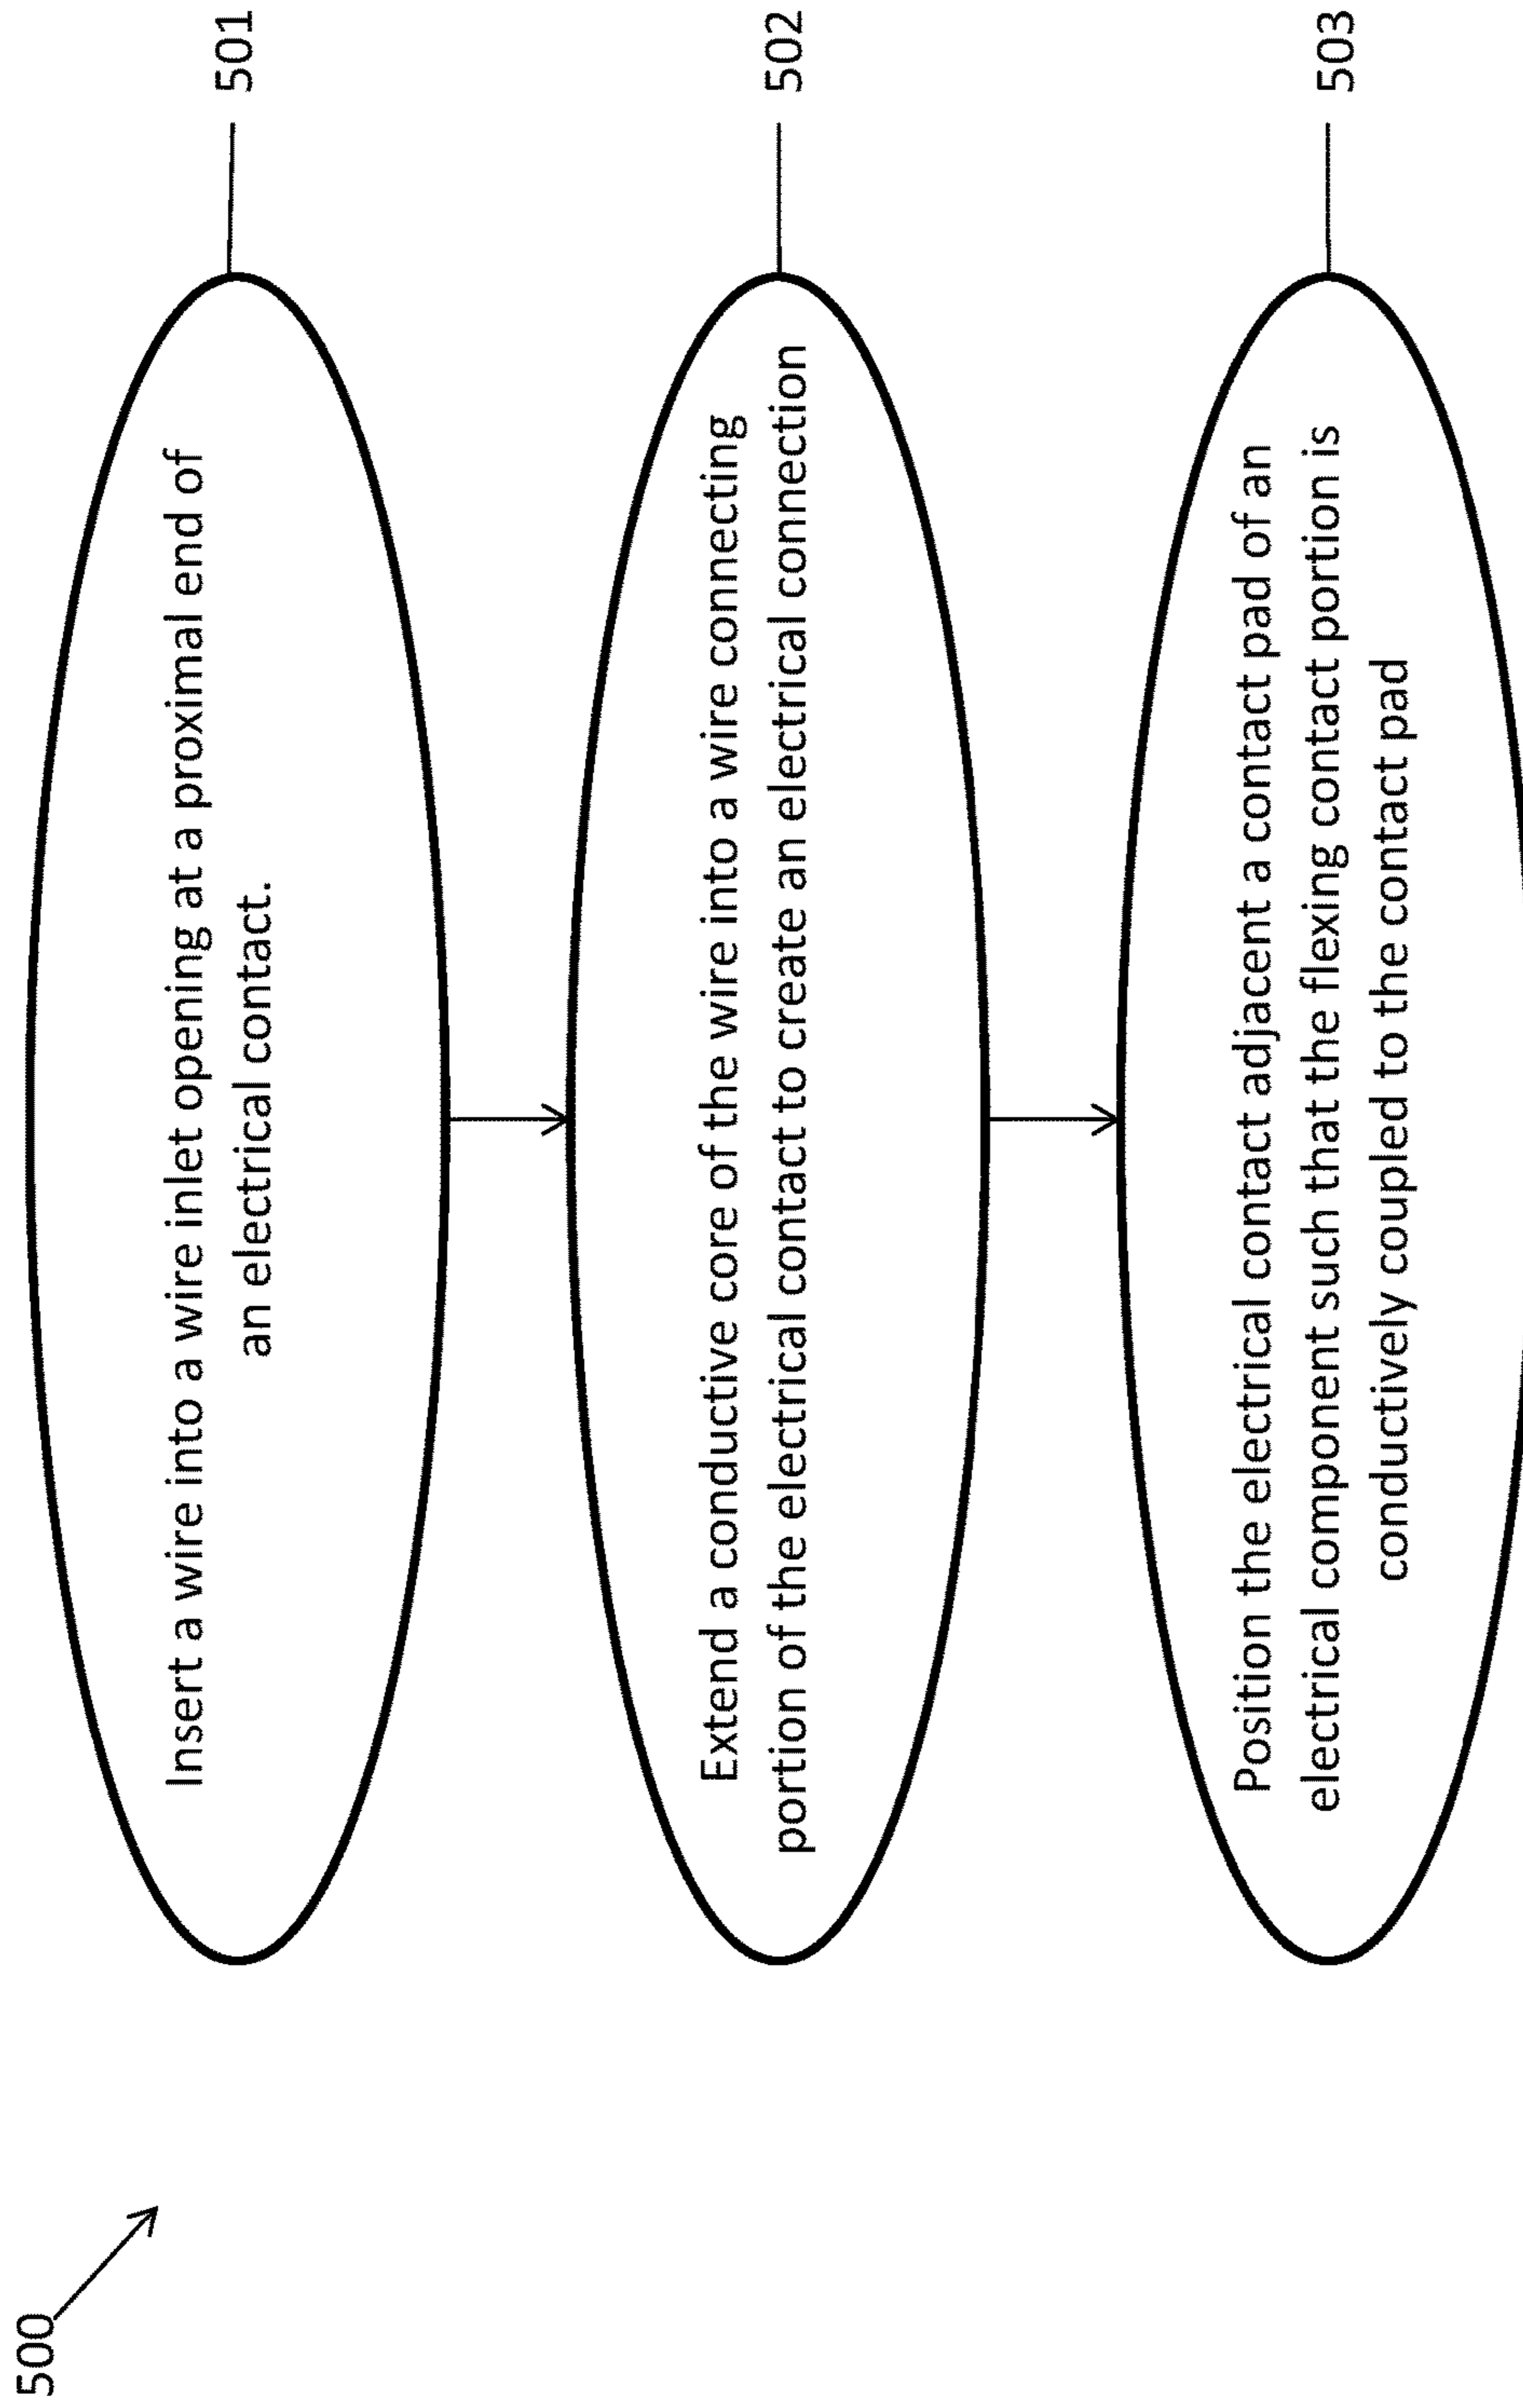 500
Insert a wire into a wire inlet opening at a proximal end of
an electrical contact.
501
Extend a conductive core of the wire into a wire connecting
portion of the electrical contact to create an electrical connection
502
Position the electrical contact adjacent a contact pad of an
electrical component such that the flexing contact portion is
conductively coupled to the contact pad
503